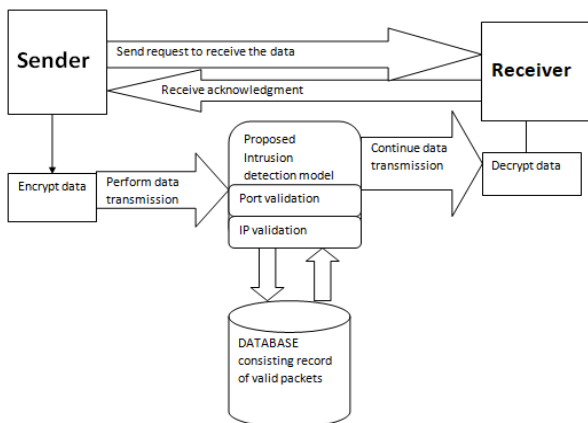 Sender
Send request to receive the data
Receiver
Receive acknowledgment
Proposed
Intrusion
detection model
Continue data
transmission
Encrypt data
Perform data
transmission
Decrypt data
Port validation
IP validation
DATABASE
consisting record
of valid packets